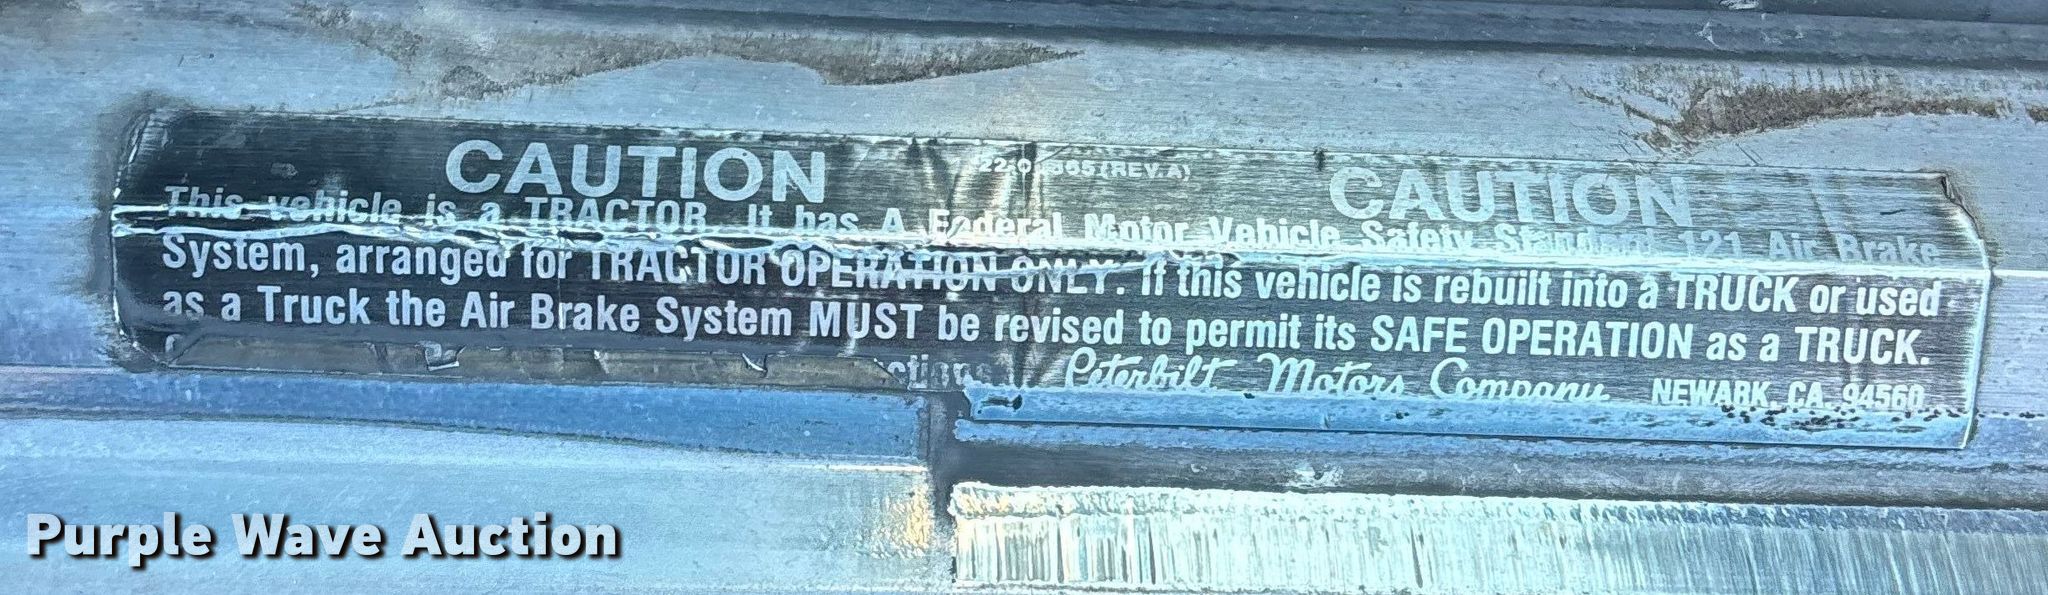 CAUTION (REV.A) CAUTION
This vehicle is a TRACTOR. It has A Federal Motor Vehicle Safety Standard 121 Air Brake
System, arranged for TRACTOR OPERATION ONLY. If this vehicle is rebuilt into a TRUCK or used
as a Truck the Air Brake System MUST be revised to permit its SAFE OPERATION as a TRUCK.
Peterbilt Motors Company NEWARK, CA. 94560
Purple Wave Auction